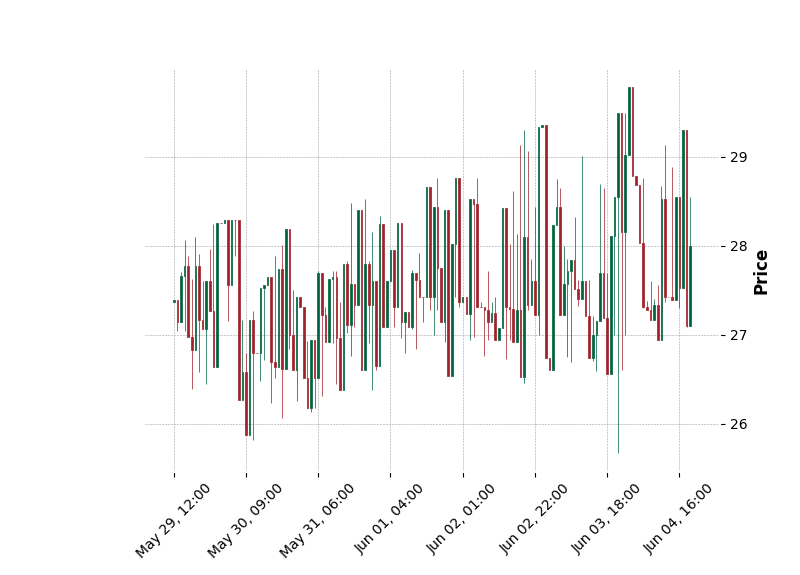 29
28
27
26
Price
May 29, 12:00
May 30, 09:00
May 31, 06:00
Jun 01, 04:00
Jun 02, 01:00
Jun 02, 22:00
Jun 03, 18:00
Jun 04, 16:00